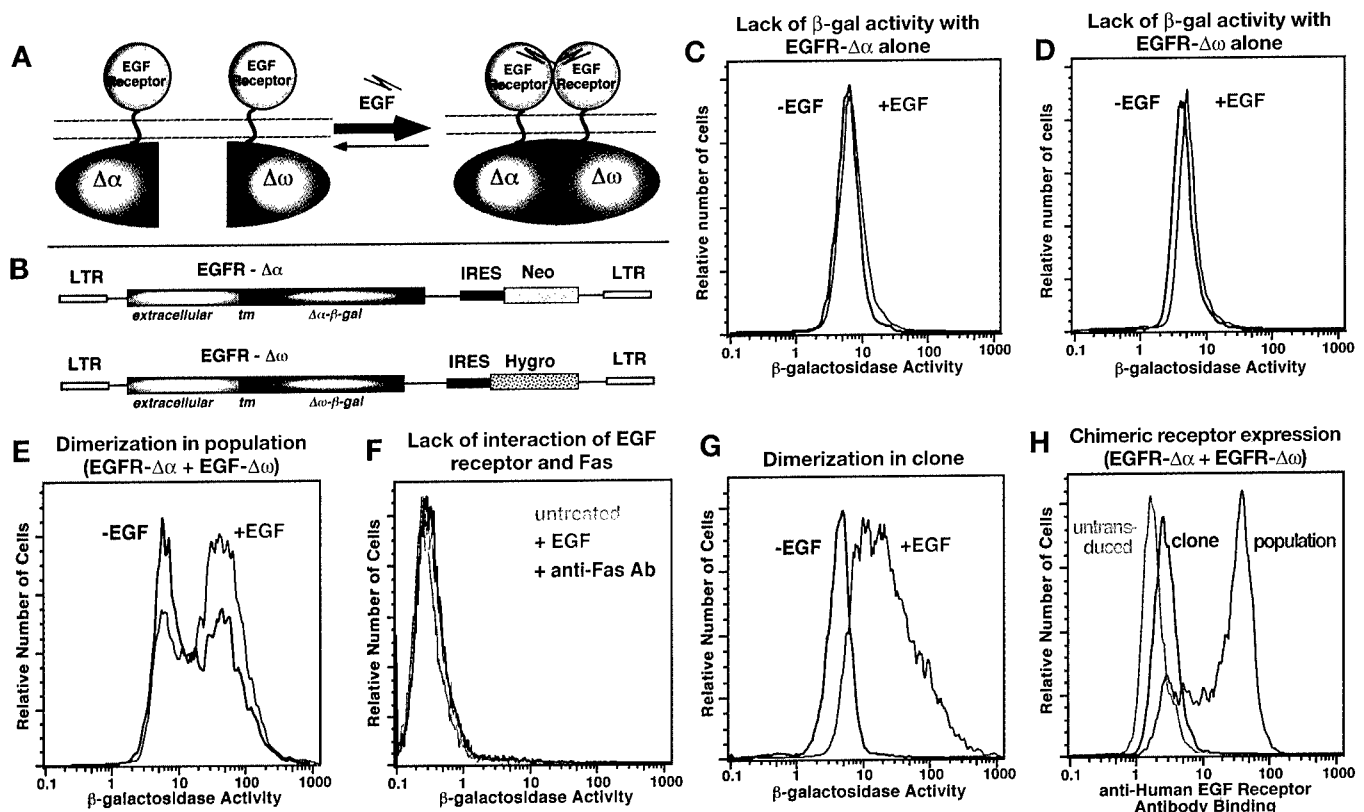 A
EGF
Receptor
EGF
Receptor
EGF
EGF
Receptor
EGF
Receptor
Δα
Δω
Δα
Δω
B
LTR
EGFR - Δα
IRES
Neo
LTR
extracellular
tm
Δα-β-gal
LTR
EGFR - Δω
IRES
Hygro
LTR
extracellular
tm
Δω-β-gal
C
Lack of β-gal activity with
EGFR-Δα alone
Relative number of cells
-EGF
+EGF
0.1
1
10
100
1000
β-galactosidase Activity
D
Lack of β-gal activity with
EGFR-Δω alone
Relative number of cells
-EGF
+EGF
0.1
1
10
100
1000
β-galactosidase Activity
E
Dimerization in population
(EGFR-Δα + EGF-Δω)
Relative Number of Cells
-EGF
+EGF
0.1
1
10
100
1000
β-galactosidase Activity
F
Lack of interaction of EGF
receptor and Fas
Relative Number of Cells
untreated
+ EGF
+ anti-Fas Ab
0.1
1
10
100
1000
β-galactosidase Activity
G
Dimerization in clone
Relative Number of Cells
-EGF
+EGF
0.1
1
10
100
1000
β-galactosidase Activity
H
Chimeric receptor expression
(EGFR-Δα + EGFR-Δω)
Relative Number of Cells
untrans-
duced
clone
population
0.1
1
10
100
1000
anti-Human EGF Receptor
Antibody Binding